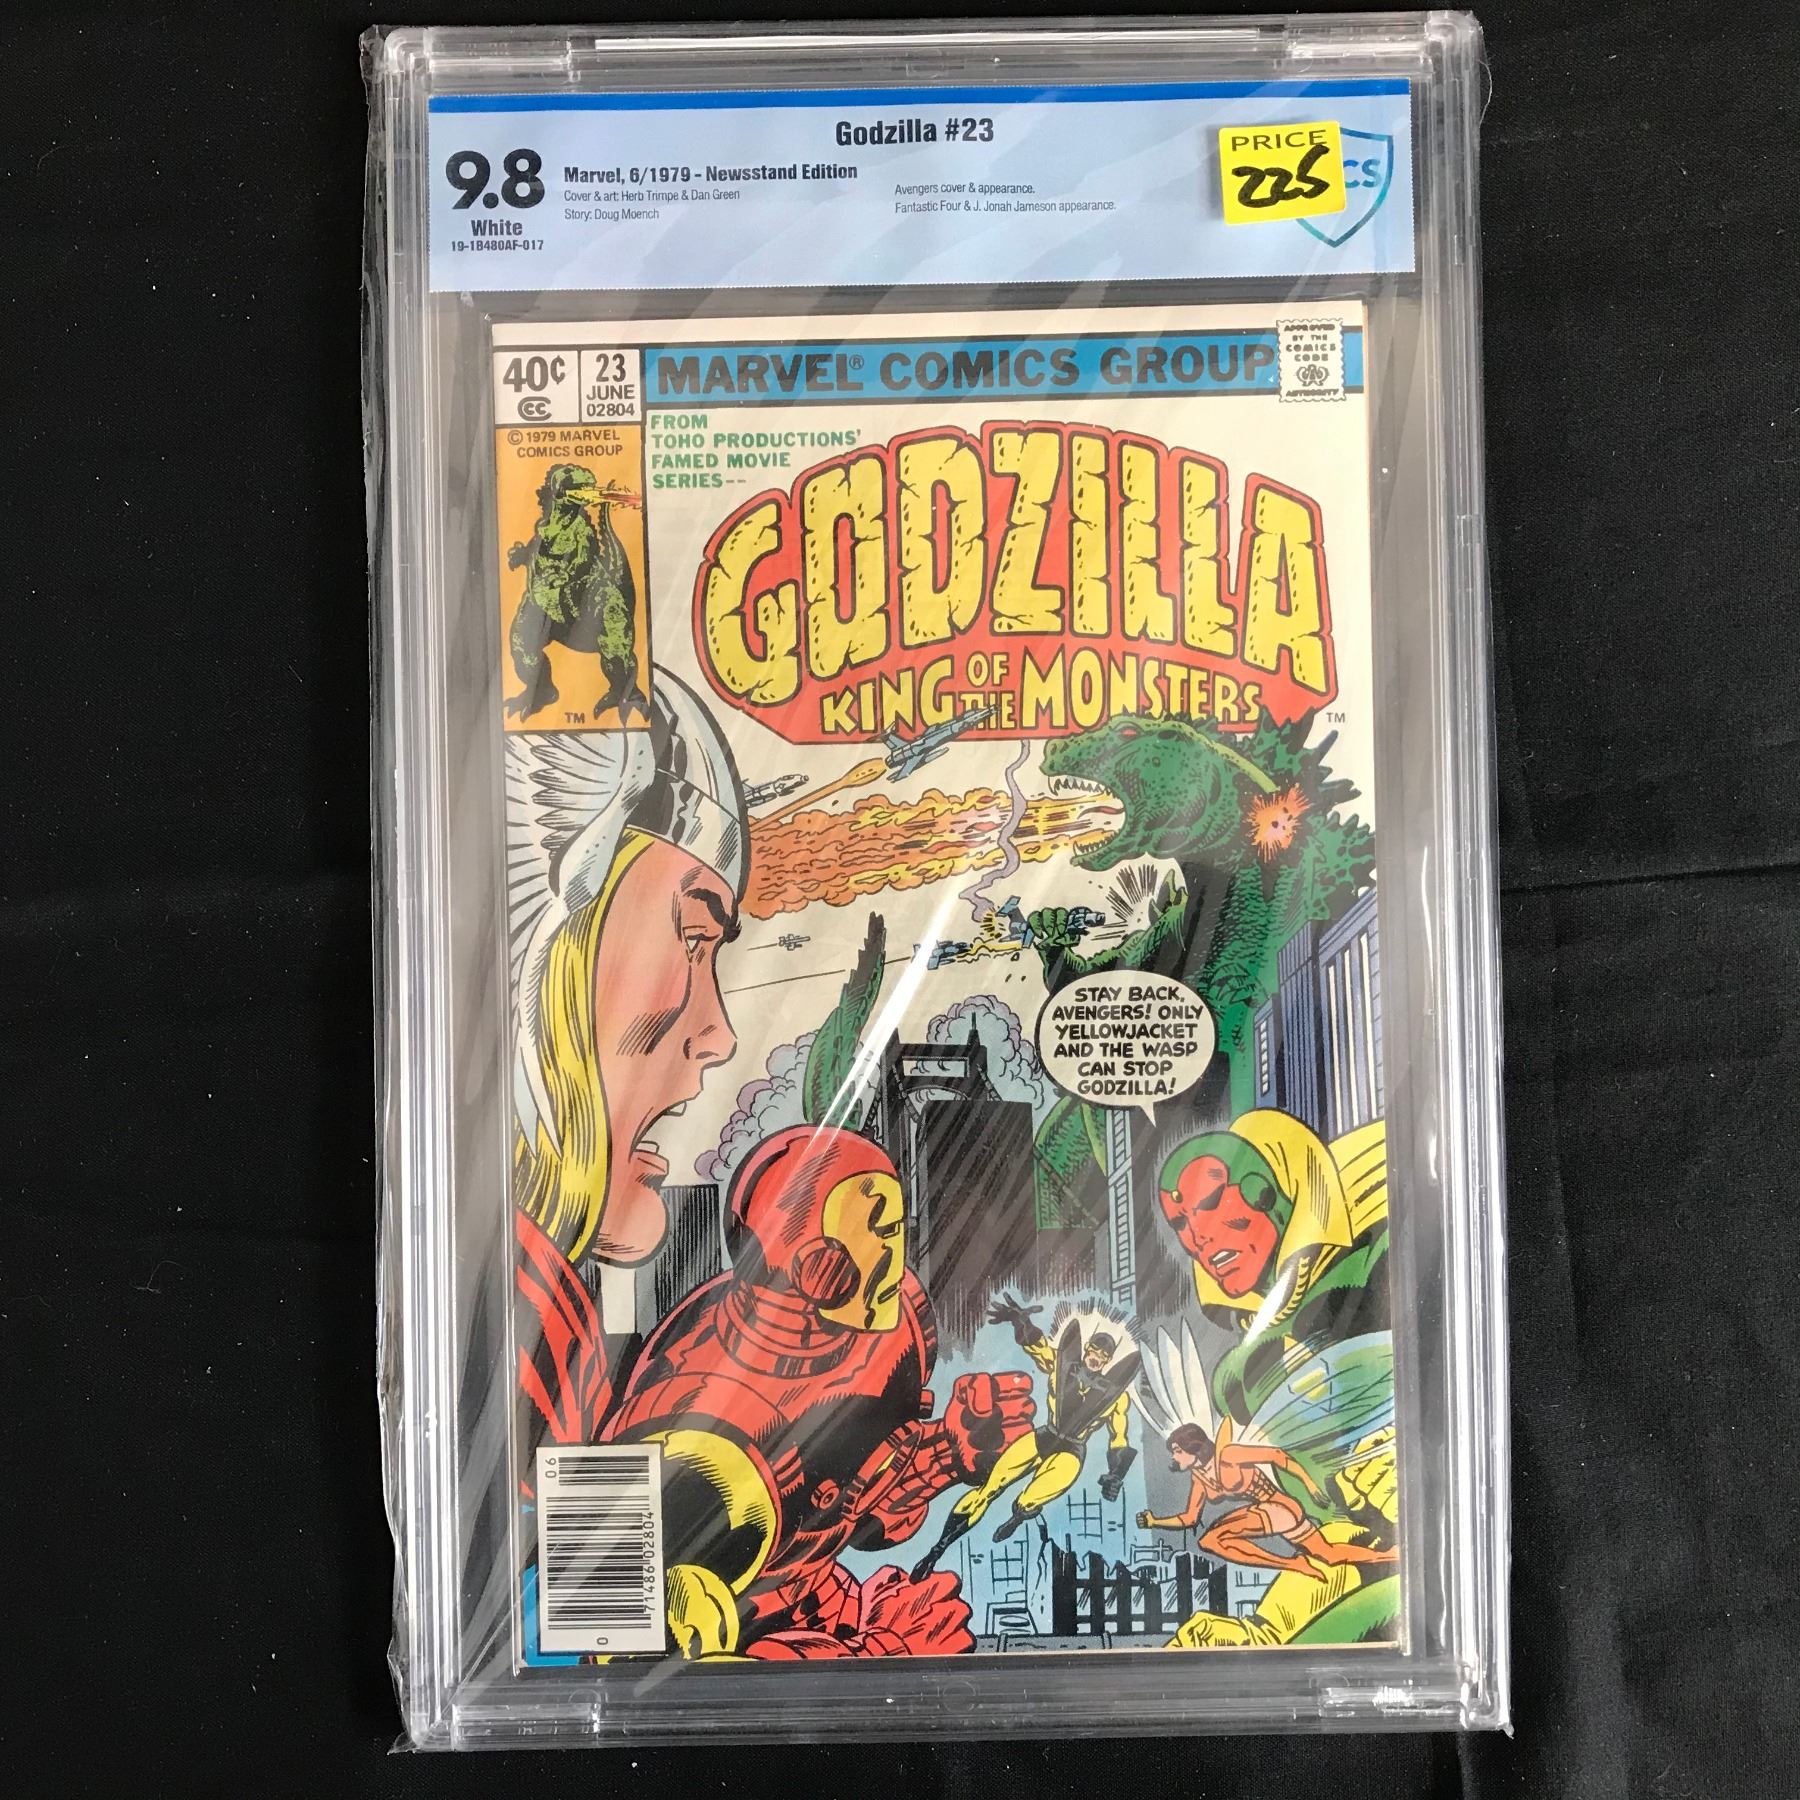 Godzilla #23
9.8
White
19-1B480AF-017
Marvel, 6/1979 - Newsstand Edition
Cover & art: Herb Trimpe & Dan Green
Story: Doug Moench
Avengers cover & appearance.
Fantastic Four & J. Jonah Jameson appearance.
PRICE
225
CS
40¢
CC
23
JUNE
02804
MARVEL® COMICS GROUP
APPROVED
BY THE
COMICS
CODE
AUTHORITY
© 1979 MARVEL
COMICS GROUP
TM
FROM
TOHO PRODUCTIONS'
FAMED MOVIE
SERIES--
GODZILLA
KING OF THE MONSTERS
TM
STAY BACK,
AVENGERS! ONLY
YELLOWJACKET
AND THE WASP
CAN STOP
GODZILLA!
06
71486 02804
0